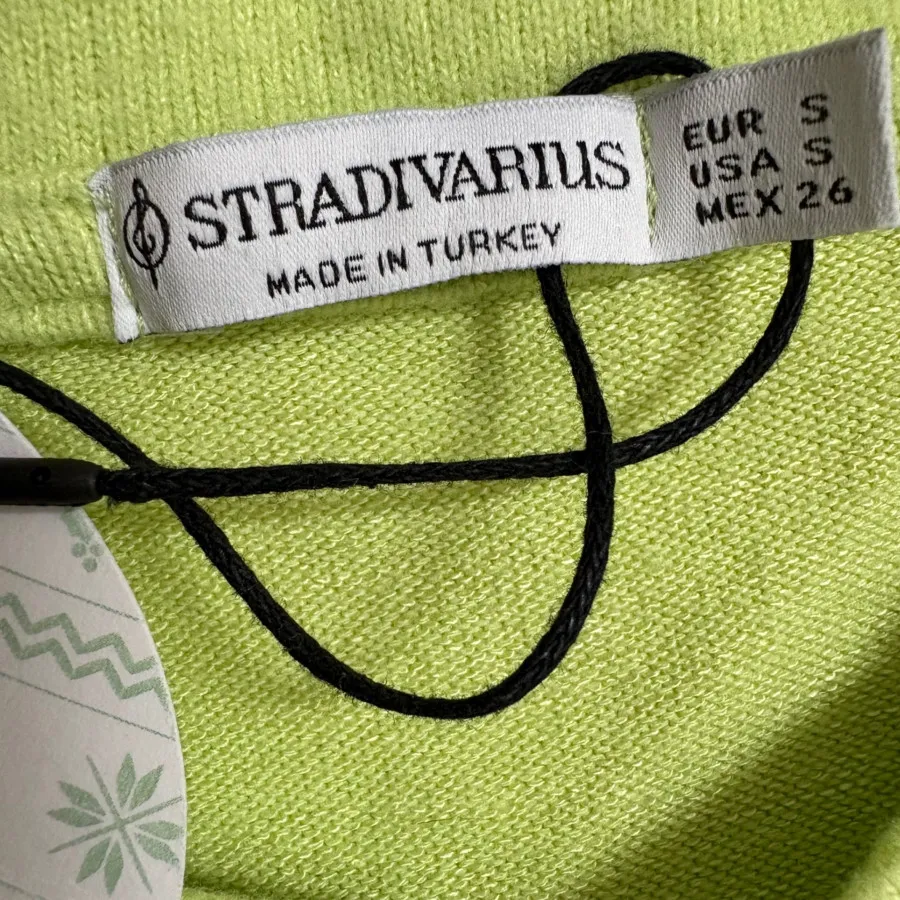 STRADIVARIUS
MADE IN TURKEY
EUR S
USA S
MEX 26